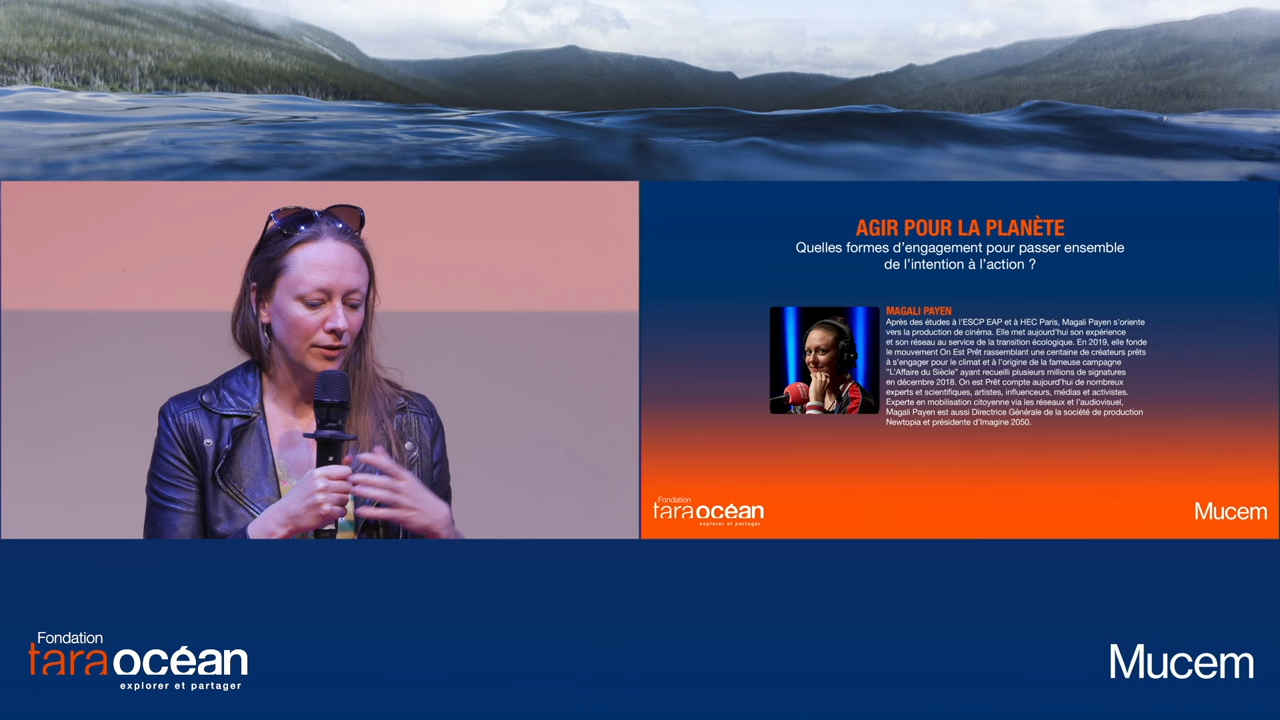 AGIR POUR LA PLANÈTE
Quelles formes d'engagement pour passer ensemble
de l'intention à l'action ?
MAGALI PAYEN
Après des études à l'ESCP EAP et à HEC Paris, Magali Payen s'oriente
vers la production de cinéma. Elle met aujourd'hui son expérience
et son réseau au service de la transition écologique. En 2019, elle fonde
le mouvement On Est Prêt rassemblant une centaine de créateurs prêts
à s'engager pour le climat et à l'origine de la fameuse campagne
"L'Affaire du Siècle" ayant recueilli plusieurs millions de signatures
en décembre 2018. On est Prêt compte aujourd'hui de nombreux
experts et scientifiques, artistes, influenceurs, médias et activistes.
Experte en mobilisation citoyenne via les réseaux et l'audiovisuel,
Magali Payen est aussi Directrice Générale de la société de production
Newtopia et présidente d'Imagine 2050.
Fondation
taraocéan
explorer et partager
Mucem
Fondation
taraocéan
explorer et partager
Mucem